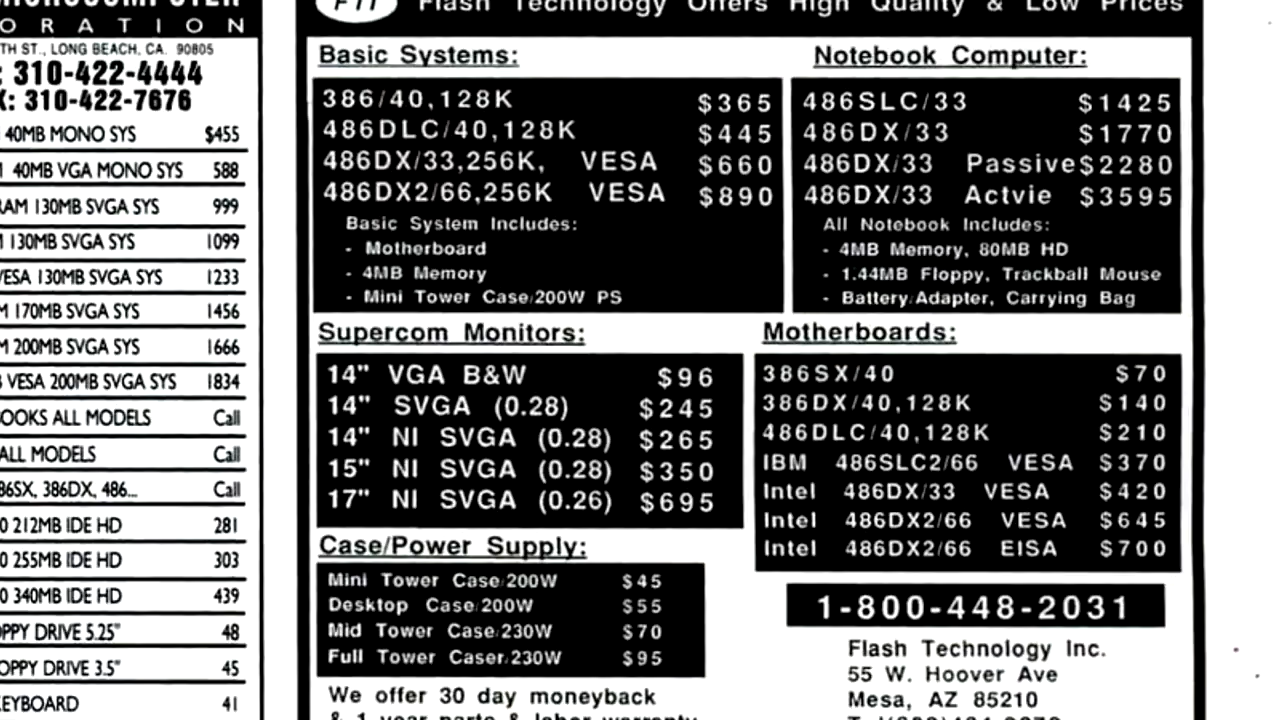 ORATION
TH ST., LONG BEACH, CA. 90805
: 310-422-4444
X: 310-422-7676
40MB MONO SYS $455
40MB VGA MONO SYS 588
RAM 130MB SVGA SYS 999
130MB SVGA SYS 1099
VESA 130MB SVGA SYS 1233
M 170MB SVGA SYS 1456
M 200MB SVGA SYS 1666
VESA 200MB SVGA SYS 1834
OOKS ALL MODELS Call
ALL MODELS Call
86SX, 386DX, 486... Call
0 212MB IDE HD 281
0 255MB IDE HD 303
0 340MB IDE HD 439
OPPY DRIVE 5.25" 48
OPPY DRIVE 3.5" 45
EYBOARD 41
FTI Flash Technology Offers High Quality & Low Prices
Basic Systems:
386/40,128K $365
486DLC/40,128K $445
486DX/33,256K, VESA $660
486DX2/66,256K VESA $890
Basic System Includes:
- Motherboard
- 4MB Memory
- Mini Tower Case/200W PS
Notebook Computer:
486SLC/33 $1425
486DX/33 $1770
486DX/33 Passive $2280
486DX/33 Actvie $3595
All Notebook Includes:
- 4MB Memory, 80MB HD
- 1.44MB Floppy, Trackball Mouse
- Battery/Adapter, Carrying Bag
Supercom Monitors:
14" VGA B&W $96
14" SVGA (0.28) $245
14" NI SVGA (0.28) $265
15" NI SVGA (0.28) $350
17" NI SVGA (0.26) $695
Motherboards:
386SX/40 $70
386DX/40,128K $140
486DLC/40,128K $210
IBM 486SLC2/66 VESA $370
Intel 486DX/33 VESA $420
Intel 486DX2/66 VESA $645
Intel 486DX2/66 EISA $700
Case/Power Supply:
Mini Tower Case/200W $45
Desktop Case/200W $55
Mid Tower Case/230W $70
Full Tower Caser/230W $95
We offer 30 day moneyback
& 1 year parts & labor warranty
1-800-448-2031
Flash Technology Inc.
55 W. Hoover Ave
Mesa, AZ 85210